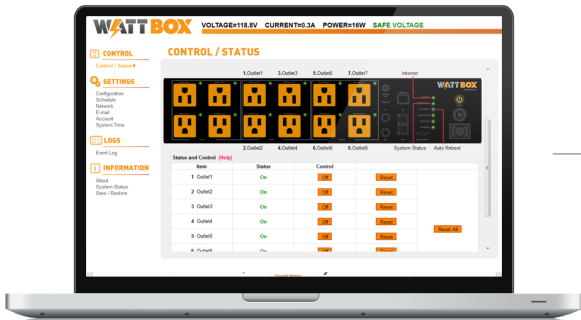 WATT BOX VOLTAGE=118.8V CURRENT=0.3A POWER=16W SAFE VOLTAGE
CONTROL
Control / Status
SETTINGS
Configuration
Schedule
Network
E-mail
Account
System Time
LOGS
Event Log
INFORMATION
About
System Status
Save / Restore
CONTROL / STATUS
1.Outlet1 3.Outlet3 5.Outlet5 7.Outlet7 Internet
WATT BOX
2.Outlet2 4.Outlet4 6.Outlet6 8.Outlet8 System Status Auto Reboot
Status and Control [Help]
Item Status Control
1 Outlet1 On Off Reset
2 Outlet2 On Off Reset
3 Outlet3 On Off Reset
4 Outlet4 On Off Reset
5 Outlet5 On Off Reset
Reset All